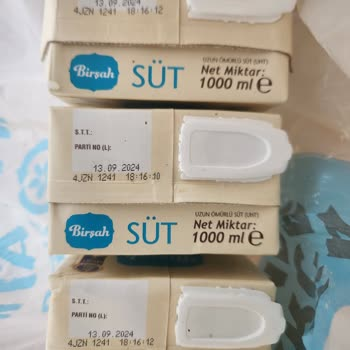 13.09.2024
4JZN 1241 18:16:12
Birşah
SÜT
UZUN ÖMÜRLÜ SÜT (UHT)
Net Miktar:
1000 ml e
S.T.T.:
PARTİ NO (L):
13.09.2024
4JZN 1241 18:16:10
Birşah
SÜT
UZUN ÖMÜRLÜ SÜT (UHT)
Net Miktar:
1000 ml e
S.T.T.:
PARTİ NO (L):
13.09.2024
4JZN 1241 18:16:12